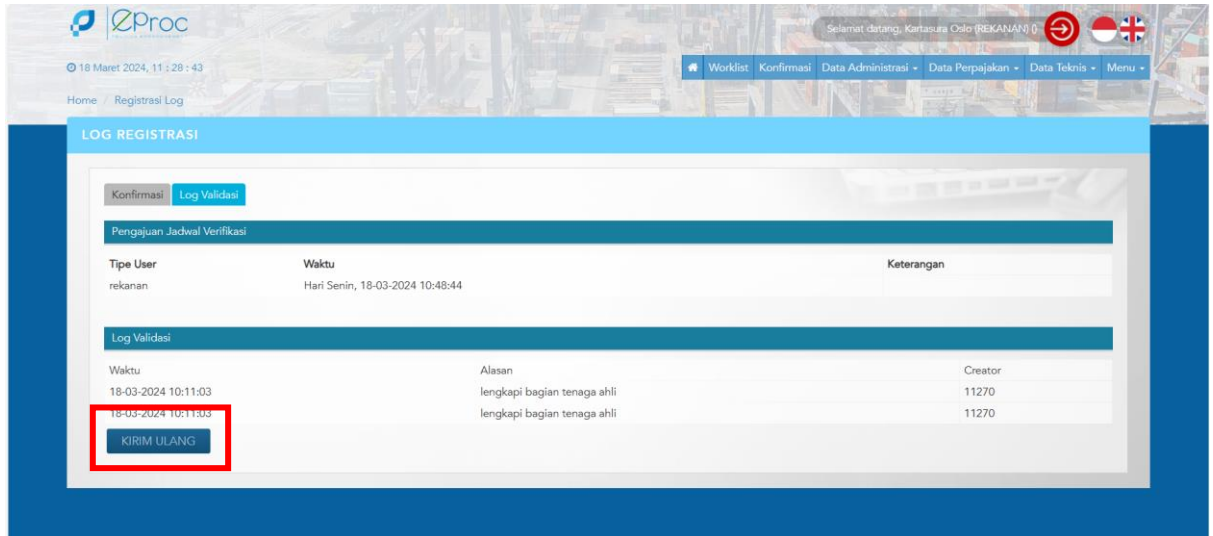 eProc
Selamat datang, Kartasura Oslo (REKANAN) ()
18 Maret 2024, 11 : 28 : 43
Worklist Konfirmasi Data Administrasi Data Perpajakan Data Teknis Menu
Home / Registrasi Log
LOG REGISTRASI
Konfirmasi Log Validasi
Pengajuan Jadwal Verifikasi
Tipe User Waktu Keterangan
rekanan Hari Senin, 18-03-2024 10:48:44
Log Validasi
Waktu Alasan Creator
18-03-2024 10:11:03 lengkapi bagian tenaga ahli 11270
18-03-2024 10:11:03 lengkapi bagian tenaga ahli 11270
KIRIM ULANG